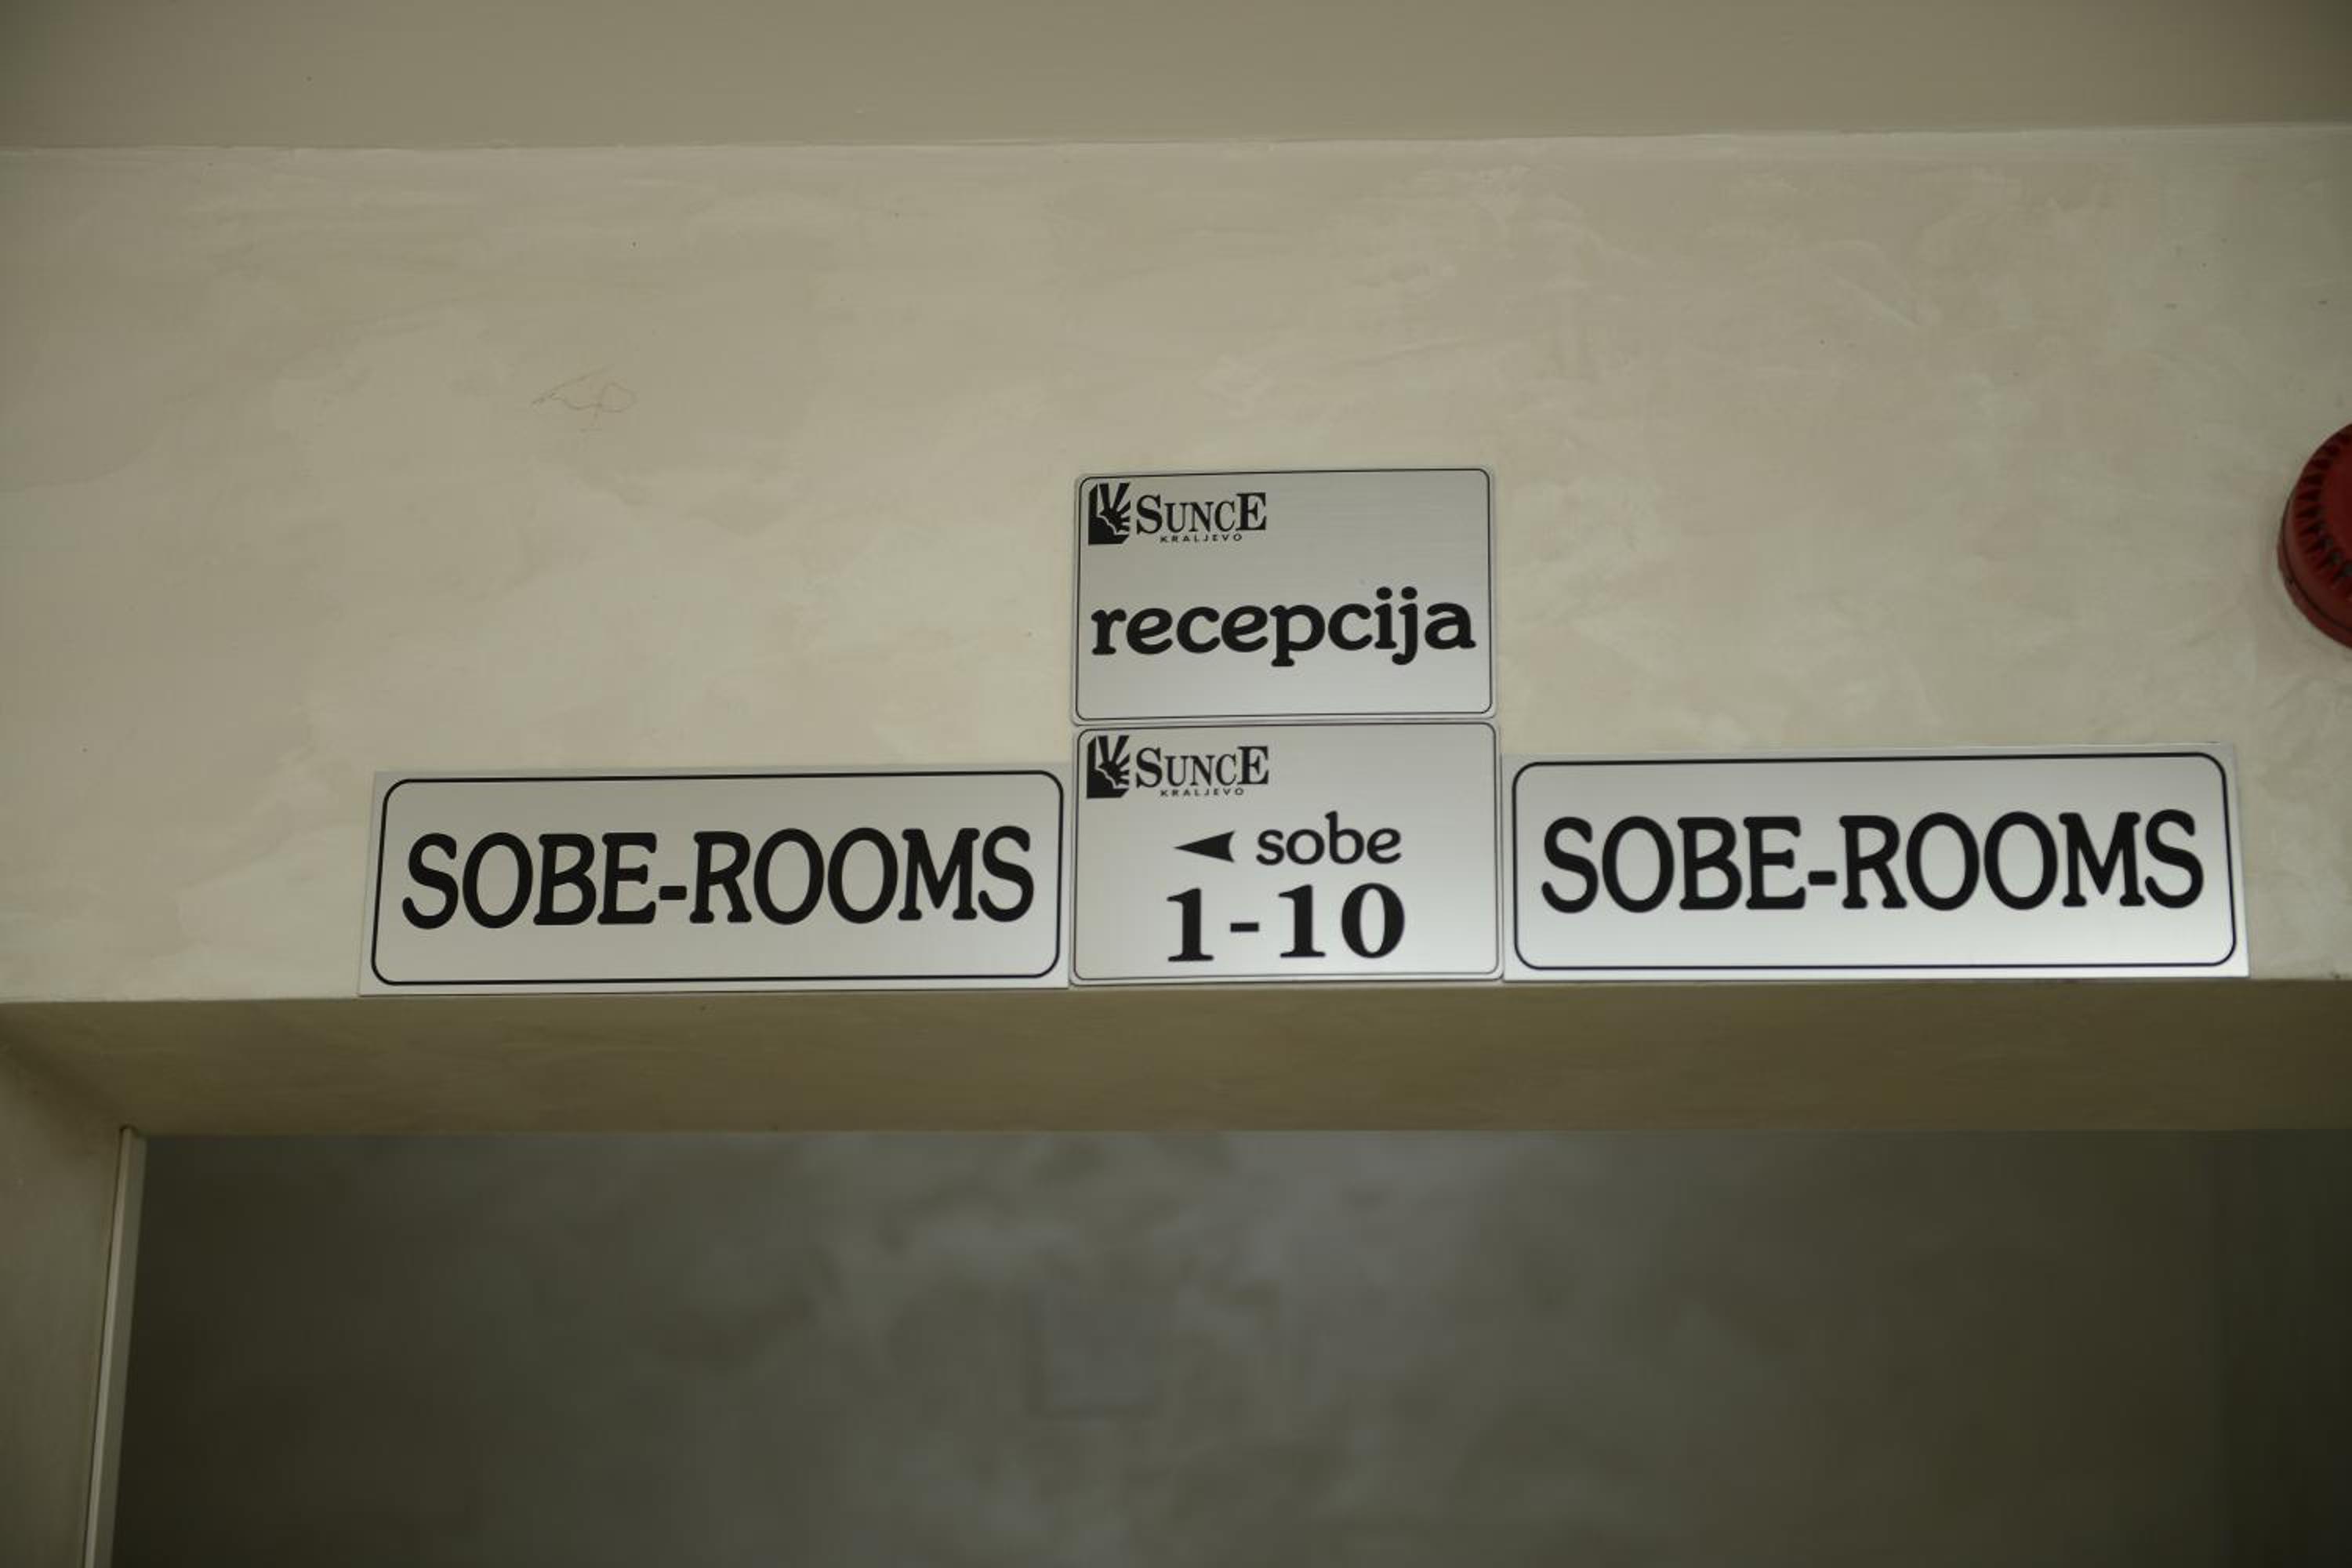 SUNCE
KRALJEVO
recepcija
SOBE-ROOMS
SUNCE
KRALJEVO
sobe
1-10
SOBE-ROOMS